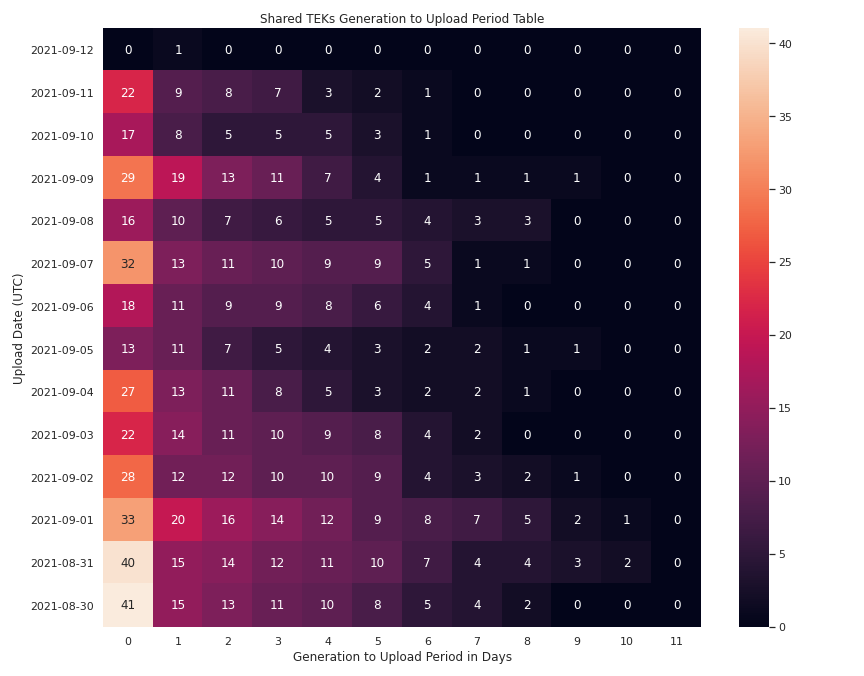 Shared TEKs Generation to Upload Period Table
Upload Date (UTC)
2021-09-12 0 1 0 0 0 0 0 0 0 0 0 0
2021-09-11 22 9 8 7 3 2 1 0 0 0 0 0
2021-09-10 17 8 5 5 5 3 1 0 0 0 0 0
2021-09-09 29 19 13 11 7 4 1 1 1 1 0 0
2021-09-08 16 10 7 6 5 5 4 3 3 0 0 0
2021-09-07 32 13 11 10 9 9 5 1 1 0 0 0
2021-09-06 18 11 9 9 8 6 4 1 0 0 0 0
2021-09-05 13 11 7 5 4 3 2 2 1 1 0 0
2021-09-04 27 13 11 8 5 3 2 2 1 0 0 0
2021-09-03 22 14 11 10 9 8 4 2 0 0 0 0
2021-09-02 28 12 12 10 10 9 4 3 2 1 0 0
2021-09-01 33 20 16 14 12 9 8 7 5 2 1 0
2021-08-31 40 15 14 12 11 10 7 4 4 3 2 0
2021-08-30 41 15 13 11 10 8 5 4 2 0 0 0
0 1 2 3 4 5 6 7 8 9 10 11
Generation to Upload Period in Days
40
35
30
25
20
15
10
5
0